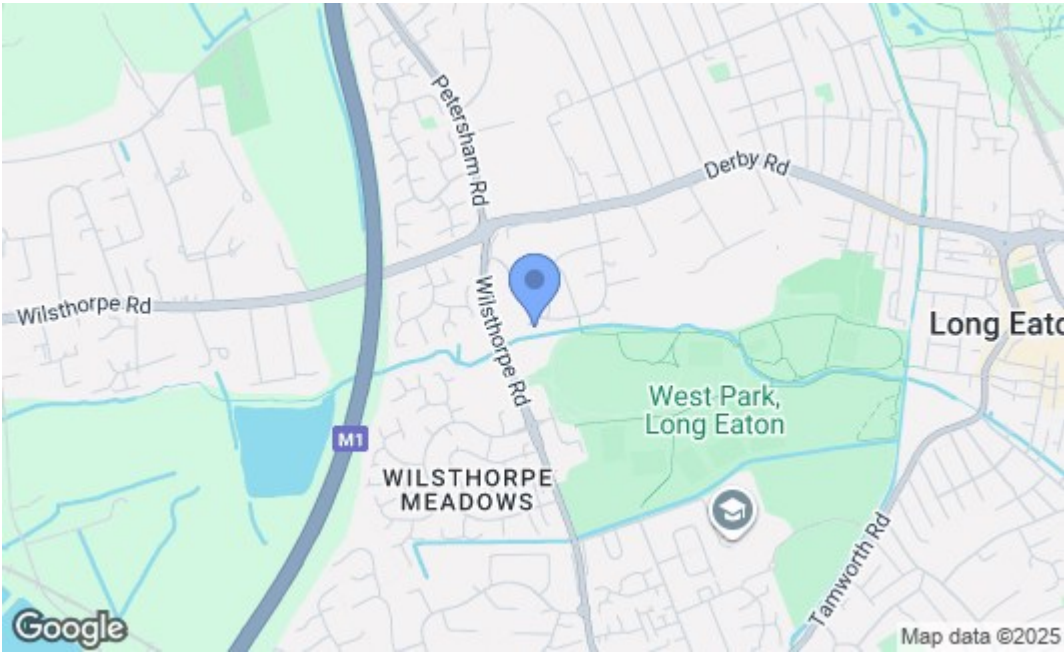 Petersham Rd
Derby Rd
Wilsthorpe Rd
Wilsthorpe Rd
Long Eato
West Park,
Long Eaton
M1
WILSTHORPE
MEADOWS
Tamworth Rd
Google
Map data ©2025